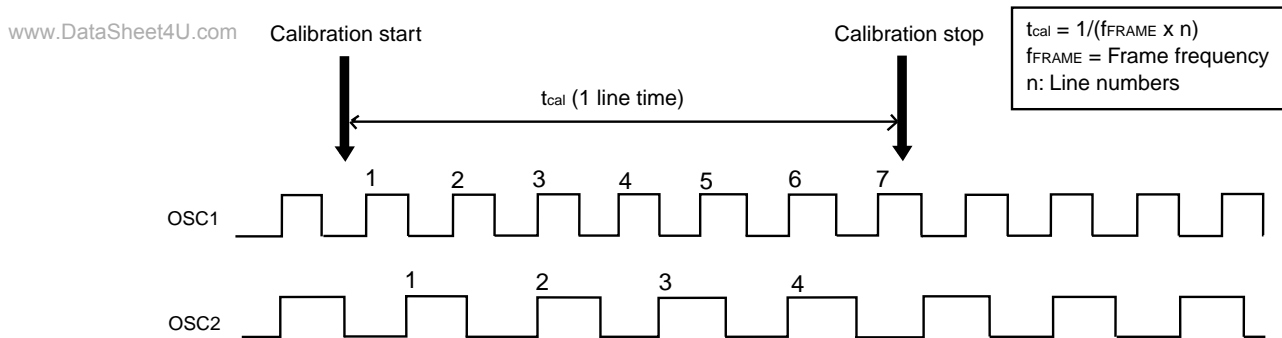 www.DataSheet4U.com
Calibration start
Calibration stop
tcal = 1/(fFRAME x n)
fFRAME = Frame frequency
n: Line numbers
tcal (1 line time)
1 2 3 4 5 6 7
OSC1
1 2 3 4
OSC2